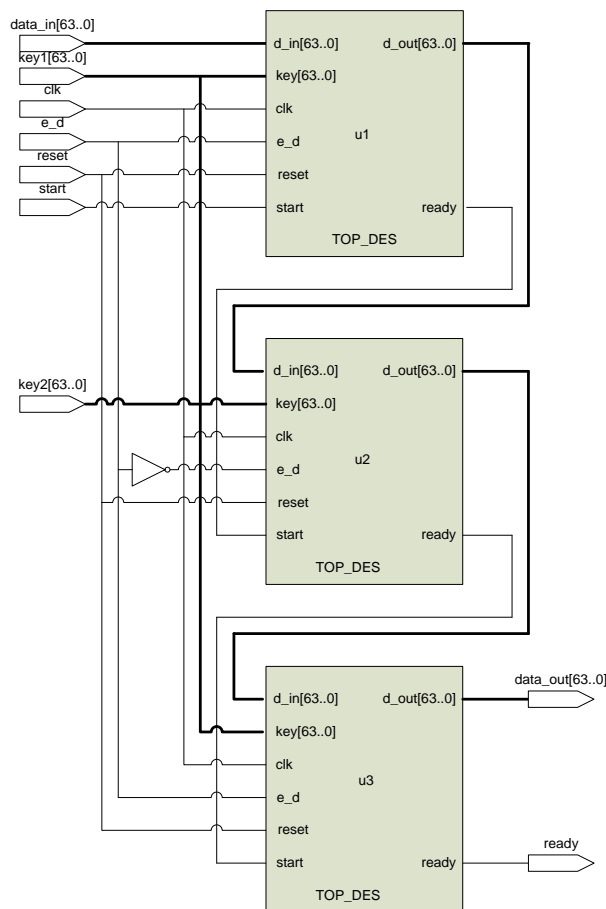 data_in[63..0]
key1[63..0]
clk
e_d
reset
start
d_in[63..0] d_out[63..0]
key[63..0]
clk
u1
e_d
reset
start ready
TOP_DES
key2[63..0]
d_in[63..0] d_out[63..0]
key[63..0]
clk
u2
e_d
reset
start ready
TOP_DES
d_in[63..0] d_out[63..0]
data_out[63..0]
key[63..0]
clk
u3
e_d
reset
start ready
ready
TOP_DES